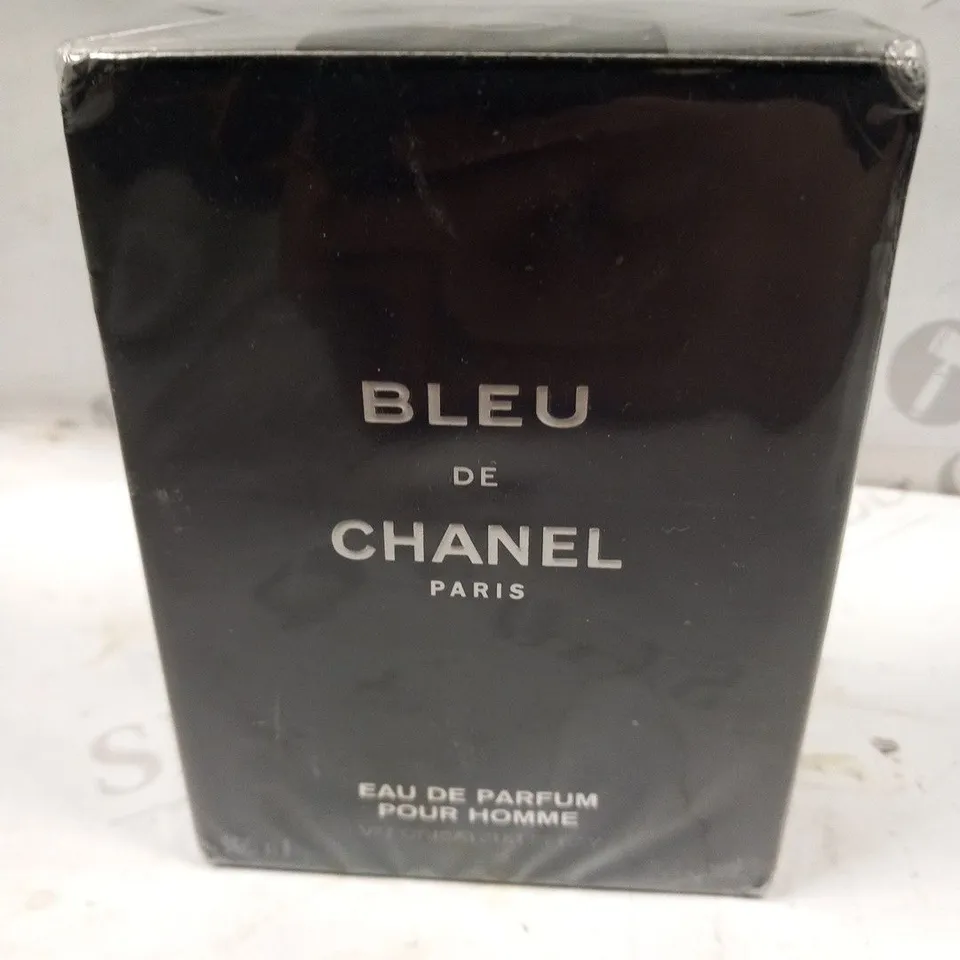 BLEU
DE
CHANEL
PARIS
EAU DE PARFUM
POUR HOMME